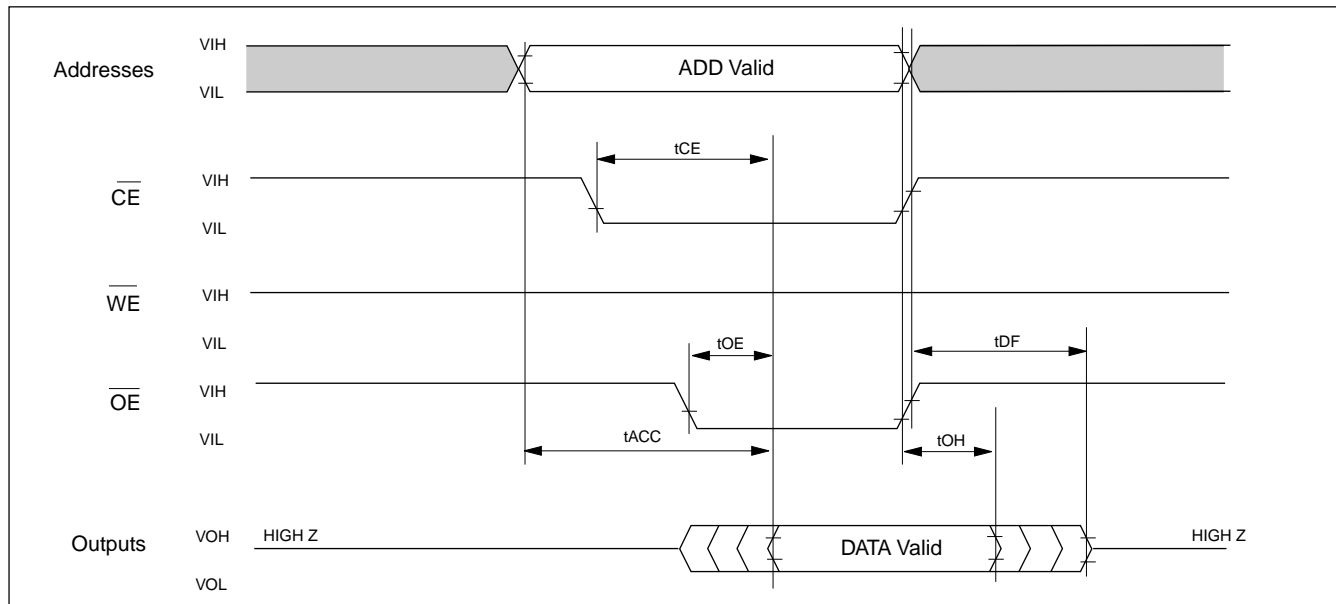 VIH
Addresses
ADD Valid
VIL
tCE
VIH
CE
VIL
WE
VIH
VIL
tOE
tDF
VIH
OE
VIL
tACC
tOH
VOH
HIGH Z
HIGH Z
Outputs
DATA Valid
VOL